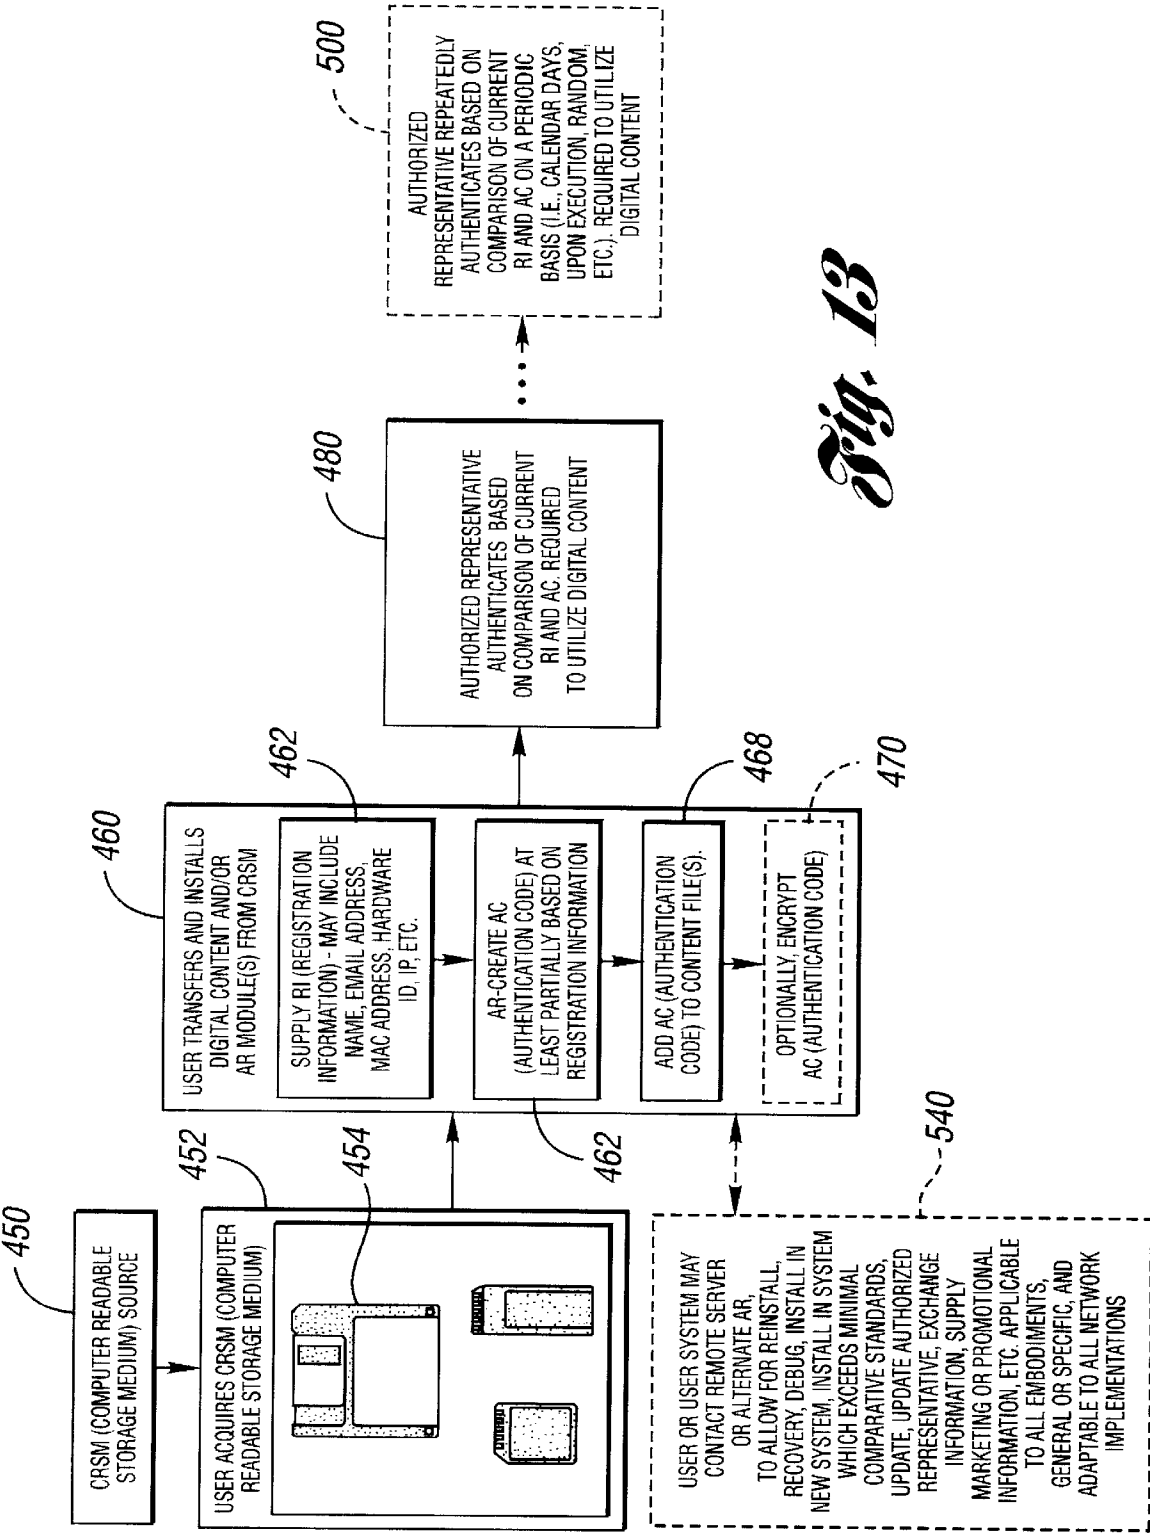 450
CRSM (COMPUTER READABLE
STORAGE MEDIUM) SOURCE
452
USER ACQUIRES CRSM (COMPUTER
READABLE STORAGE MEDIUM)
454
460
USER TRANSFERS AND INSTALLS
DIGITAL CONTENT AND/OR
AR MODULE(S) FROM CRSM
462
SUPPLY RI (REGISTRATION
INFORMATION) - MAY INCLUDE
NAME, EMAIL ADDRESS,
MAC ADDRESS, HARDWARE
ID, IP, ETC.
462
AR-CREATE AC
(AUTHENTICATION CODE) AT
LEAST PARTIALLY BASED ON
REGISTRATION INFORMATION
468
ADD AC (AUTHENTICATION
CODE) TO CONTENT FILE(S).
470
OPTIONALLY, ENCRYPT
AC (AUTHENTICATION CODE)
480
AUTHORIZED REPRESENTATIVE
AUTHENTICATES BASED
ON COMPARISON OF CURRENT
RI AND AC. REQUIRED
TO UTILIZE DIGITAL CONTENT
500
AUTHORIZED
REPRESENTATIVE REPEATEDLY
AUTHENTICATES BASED ON
COMPARISON OF CURRENT
RI AND AC ON A PERIODIC
BASIS (I.E., CALENDAR DAYS,
UPON EXECUTION, RANDOM,
ETC.). REQUIRED TO UTILIZE
DIGITAL CONTENT
540
USER OR USER SYSTEM MAY
CONTACT REMOTE SERVER
OR ALTERNATE AR,
TO ALLOW FOR REINSTALL,
RECOVERY, DEBUG, INSTALL IN
NEW SYSTEM, INSTALL IN SYSTEM
WHICH EXCEEDS MINIMAL
COMPARATIVE STANDARDS,
UPDATE, UPDATE AUTHORIZED
REPRESENTATIVE, EXCHANGE
INFORMATION, SUPPLY
MARKETING OR PROMOTIONAL
INFORMATION, ETC. APPLICABLE
TO ALL EMBODIMENTS,
GENERAL OR SPECIFIC, AND
ADAPTABLE TO ALL NETWORK
IMPLEMENTATIONS
Fig. 13